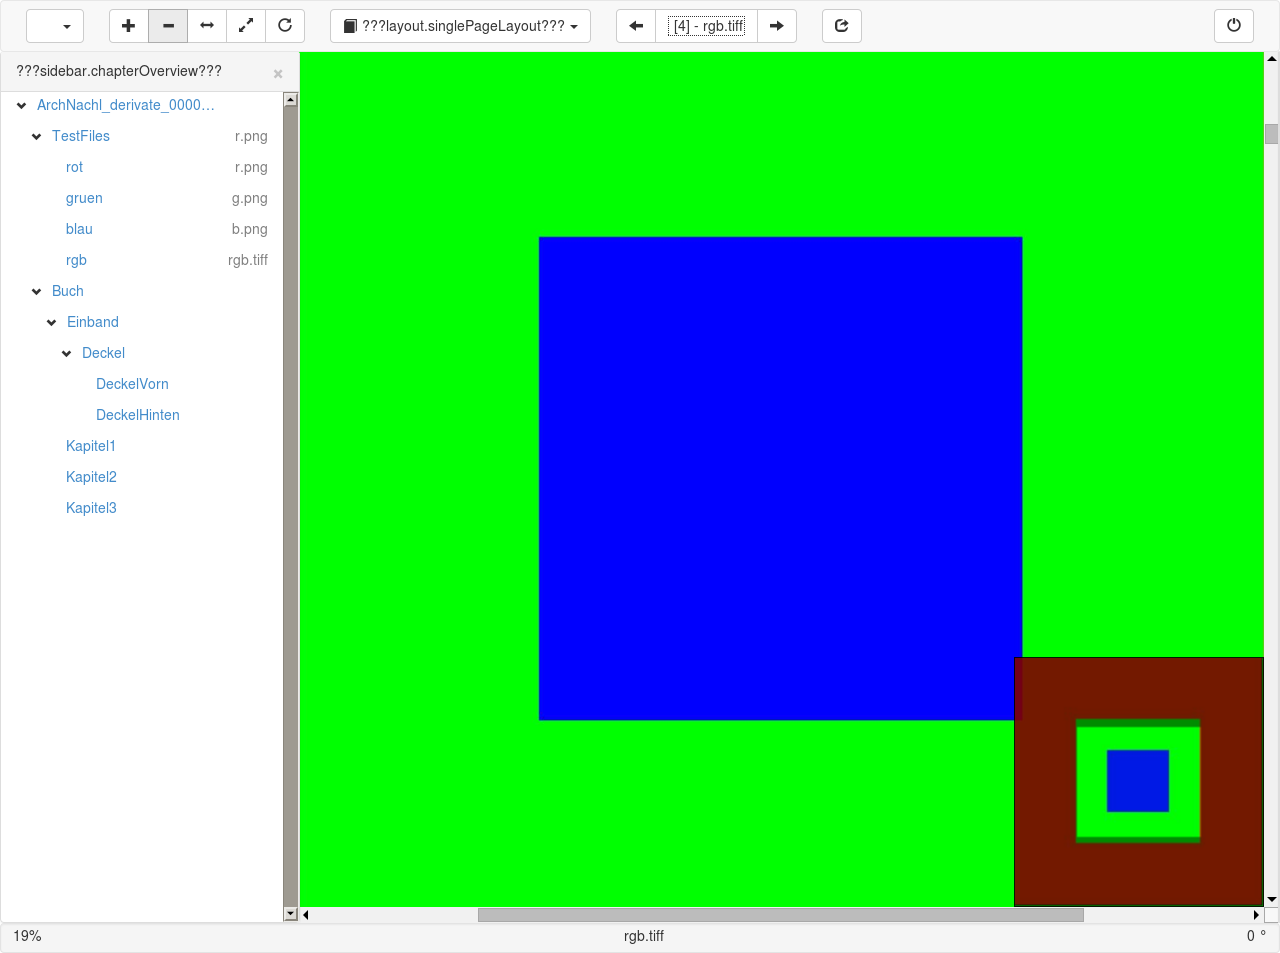 ???layout.singlePageLayout???
[4] - rgb.tiff
???sidebar.chapterOverview???
×
ArchNachl_derivate_0000…
TestFiles r.png
rot r.png
gruen g.png
blau b.png
rgb rgb.tiff
Buch
Einband
Deckel
DeckelVorn
DeckelHinten
Kapitel1
Kapitel2
Kapitel3
19% rgb.tiff 0 °